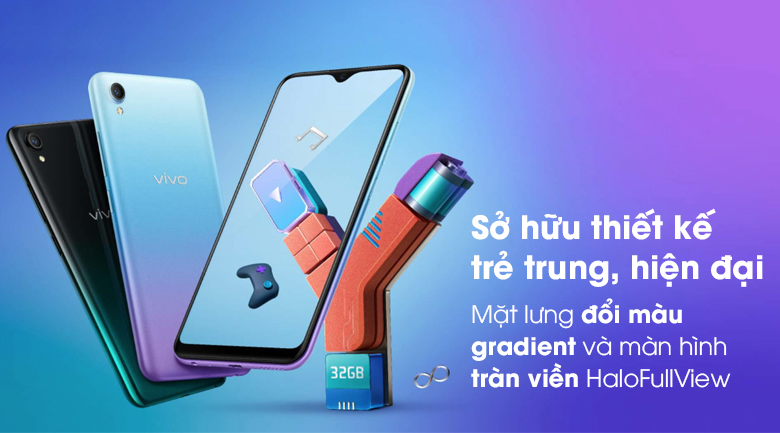 vivo
vivo
32GB
Sở hữu thiết kế
trẻ trung, hiện đại
Mặt lưng đổi màu
gradient và màn hình
tràn viền HaloFullView